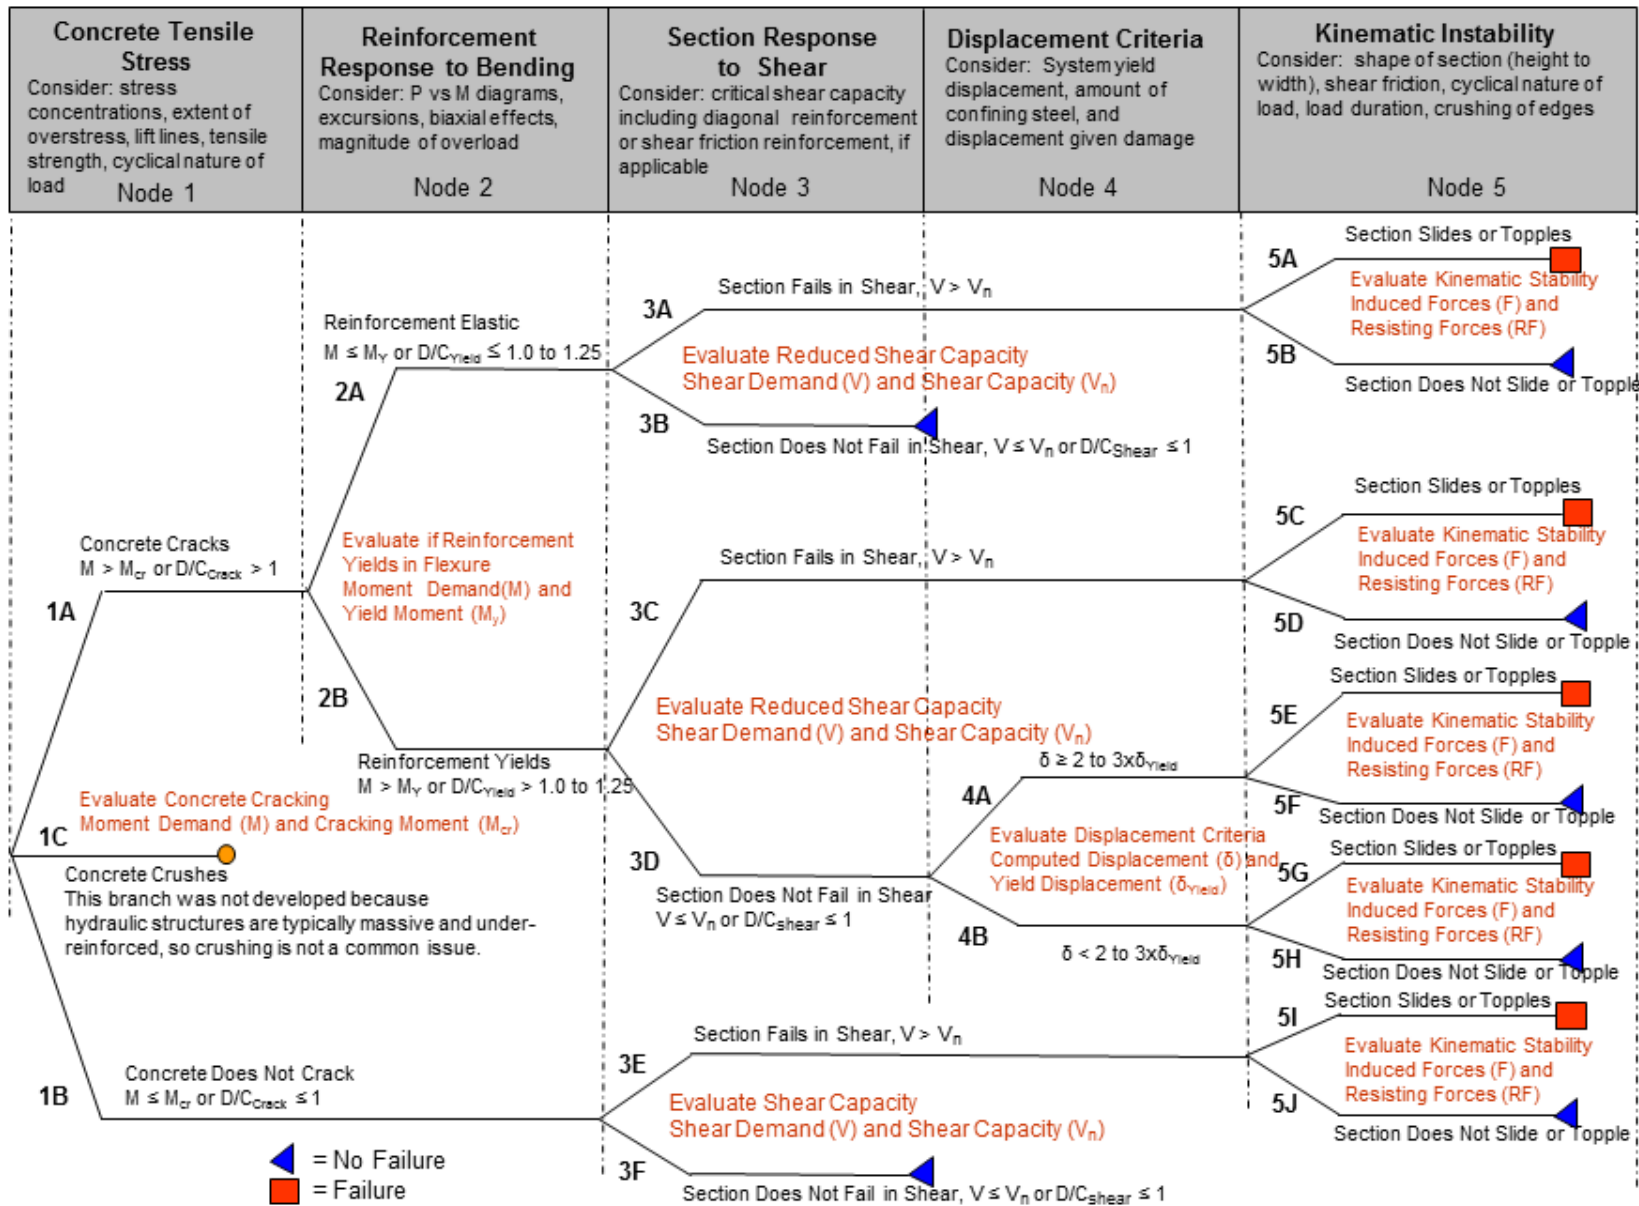 Concrete Tensile
Stress
Consider: stress
concentrations, extent of
overstress, lift lines, tensile
strength, cyclical nature of
load
Node 1
Reinforcement
Response to Bending
Consider: P vs M diagrams,
excursions, biaxial effects,
magnitude of overload
Node 2
Section Response
to Shear
Consider: critical shear capacity
including diagonal reinforcement
or shear friction reinforcement, if
applicable
Node 3
Displacement Criteria
Consider: System yield
displacement, amount of
confining steel, and
displacement given damage
Node 4
Kinematic Instability
Consider: shape of section (height to
width), shear friction, cyclical nature of
load, load duration, crushing of edges
Node 5
1A
Concrete Cracks
M > Mcr or D/CCrack > 1
1C
Evaluate Concrete Cracking
Moment Demand (M) and Cracking Moment (Mcr)
Concrete Crushes
This branch was not developed because
hydraulic structures are typically massive and under-
reinforced, so crushing is not a common issue.
1B
Concrete Does Not Crack
M ≤ Mcr or D/CCrack ≤ 1
Reinforcement Elastic
M ≤ MY or D/CYield ≤ 1.0 to 1.25
2A
Evaluate if Reinforcement
Yields in Flexure
Moment Demand(M) and
Yield Moment (My)
2B
Reinforcement Yields
M > MY or D/CYield > 1.0 to 1.25
3A
Section Fails in Shear, V > Vn
Evaluate Reduced Shear Capacity
Shear Demand (V) and Shear Capacity (Vn)
3B
Section Does Not Fail in Shear, V ≤ Vn or D/CShear ≤ 1
3C
Section Fails in Shear, V > Vn
Evaluate Reduced Shear Capacity
Shear Demand (V) and Shear Capacity (Vn)
3D
Section Does Not Fail in Shear
V ≤ Vn or D/Cshear ≤ 1
3E
Section Fails in Shear, V > Vn
Evaluate Shear Capacity
Shear Demand (V) and Shear Capacity (Vn)
3F
Section Does Not Fail in Shear, V ≤ Vn or D/Cshear ≤ 1
4A
δ ≥ 2 to 3xδYield
Evaluate Displacement Criteria
Computed Displacement (δ) and
Yield Displacement (δYield)
4B
δ < 2 to 3xδYield
5A
Section Slides or Topples
Evaluate Kinematic Stability
Induced Forces (F) and
Resisting Forces (RF)
5B
Section Does Not Slide or Tople
5C
Section Slides or Topples
Evaluate Kinematic Stability
Induced Forces (F) and
Resisting Forces (RF)
5D
Section Does Not Slide or Topple
5E
Section Slides or Topples
Evaluate Kinematic Stability
Induced Forces (F) and
Resisting Forces (RF)
5F
Section Does Not Slide or Topple
5G
Section Slides or Topples
Evaluate Kinematic Stability
Induced Forces (F) and
Resisting Forces (RF)
5H
Section Does Not Slide or Topple
5I
Section Slides or Topples
Evaluate Kinematic Stability
Induced Forces (F) and
Resisting Forces (RF)
5J
Section Does Not Slide or Topple
= No Failure
= Failure